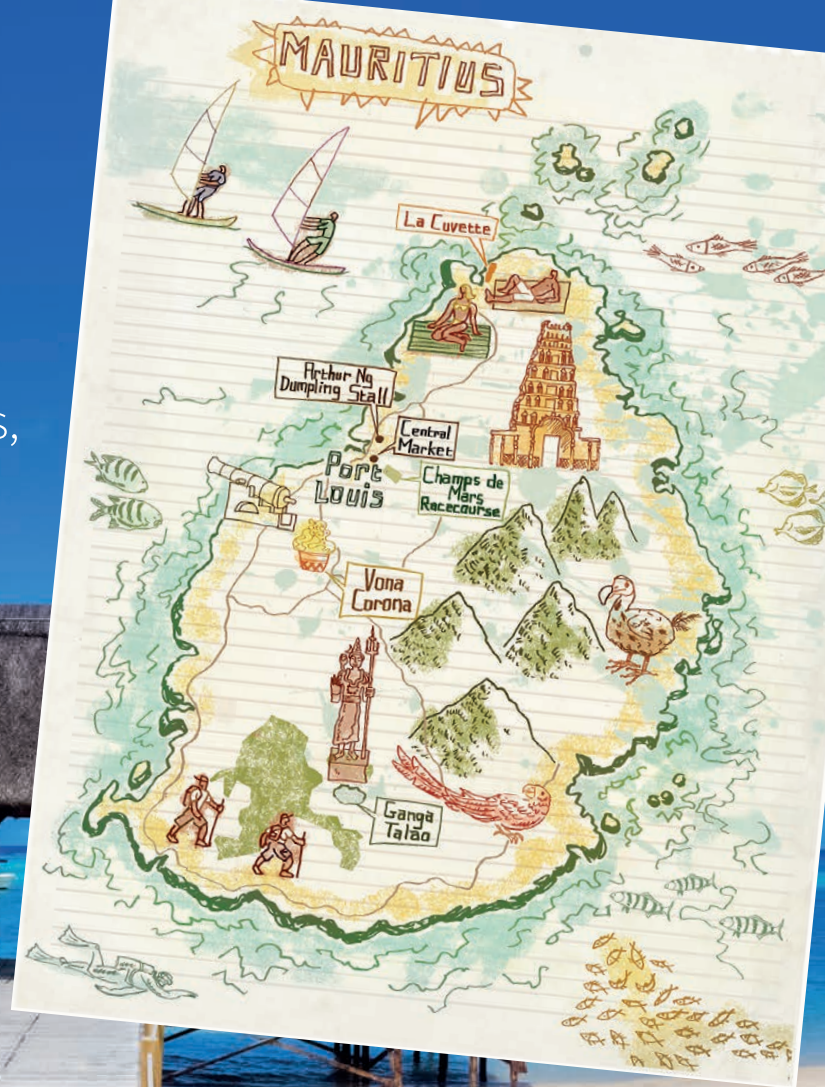 MAURITIUS
La Cuvette
Arthur Ng
Dumpling Stall
Central
Market
Port
Louis
Champs de
Mars
Racecourse
s,
Vona
Corona
Ganga
Talao